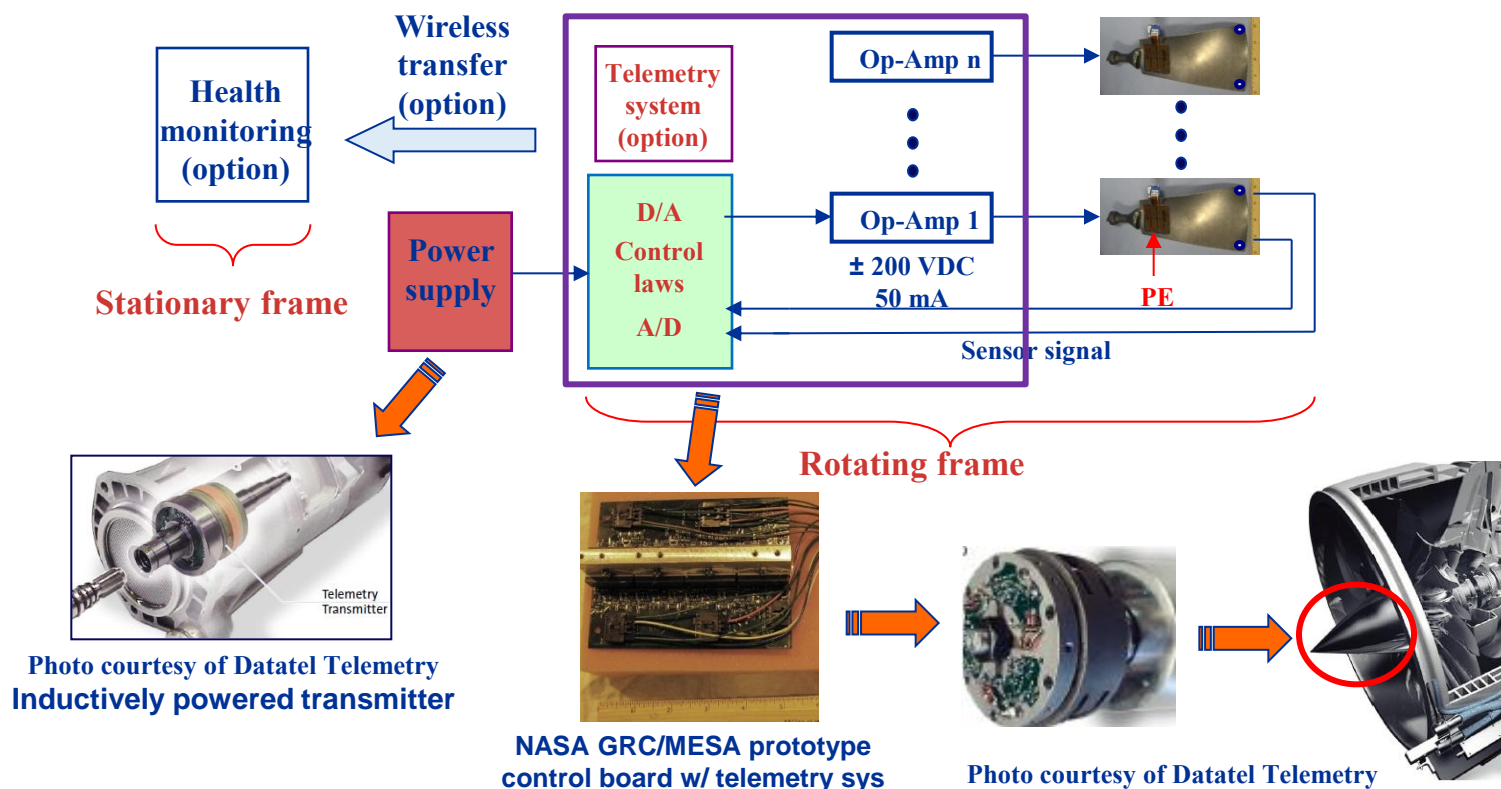 Wireless
transfer
(option)
Health
monitoring
(option)
Stationary frame
Power
supply
Telemetry
system
(option)
D/A
Control
laws
A/D
Op-Amp n
Op-Amp 1
± 200 VDC
50 mA
PE
Sensor signal
Rotating frame
Telemetry
Transmitter
Photo courtesy of Datatel Telemetry
Inductively powered transmitter
NASA GRC/MESA prototype
control board w/ telemetry sys
Photo courtesy of Datatel Telemetry